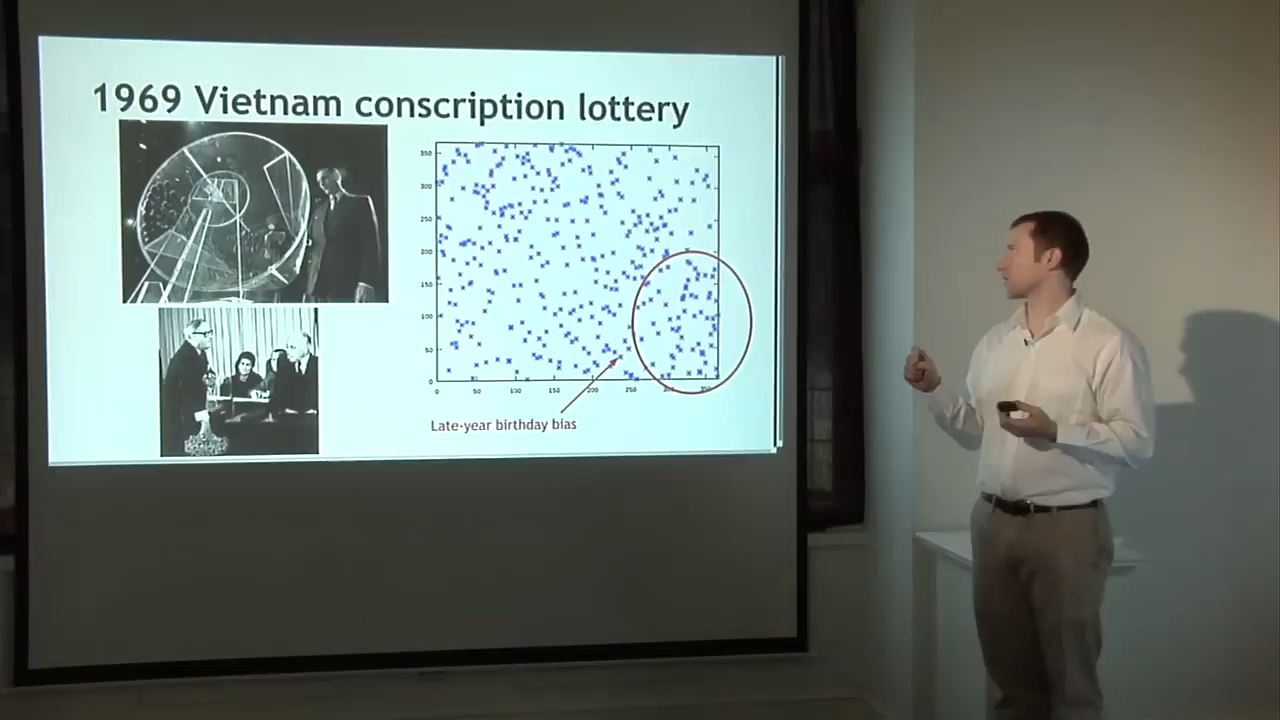 1969 Vietnam conscription lottery
350
300
250
200
150
100
50
0
0 50 100 150 200 250 300 350
Late-year birthday bias